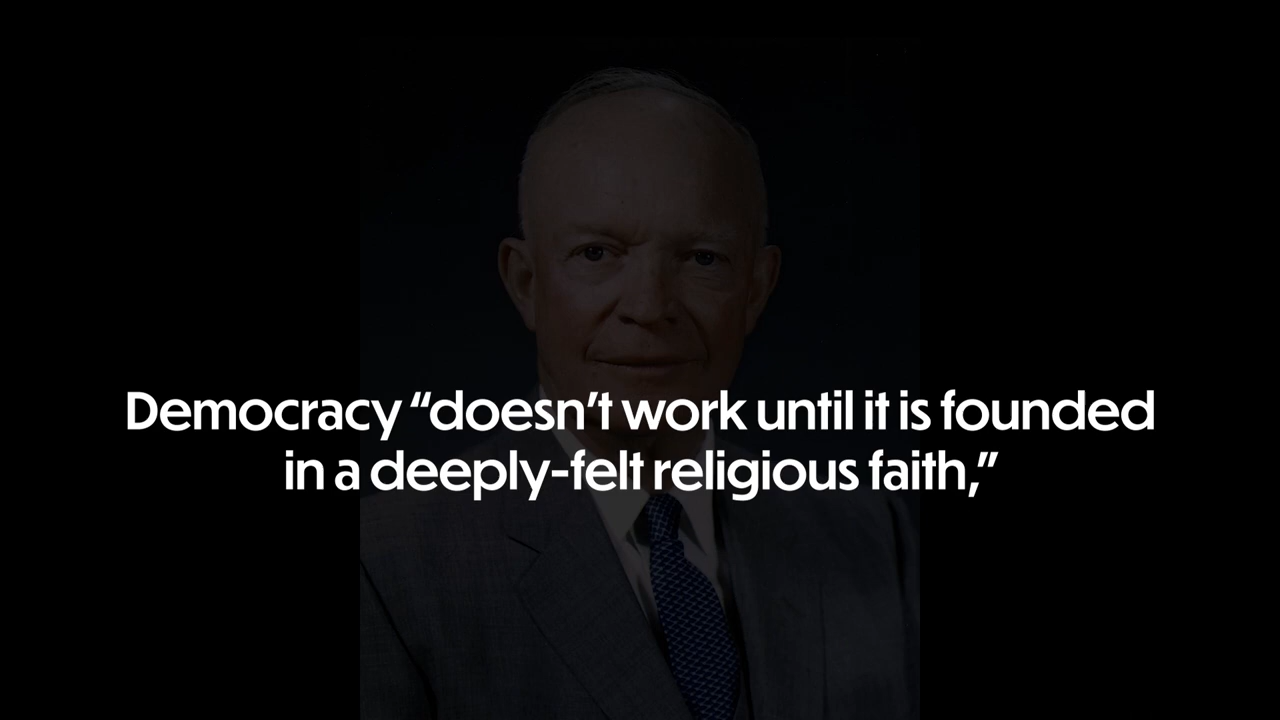 Democracy “doesn’t work until it is founded
in a deeply-felt religious faith,”